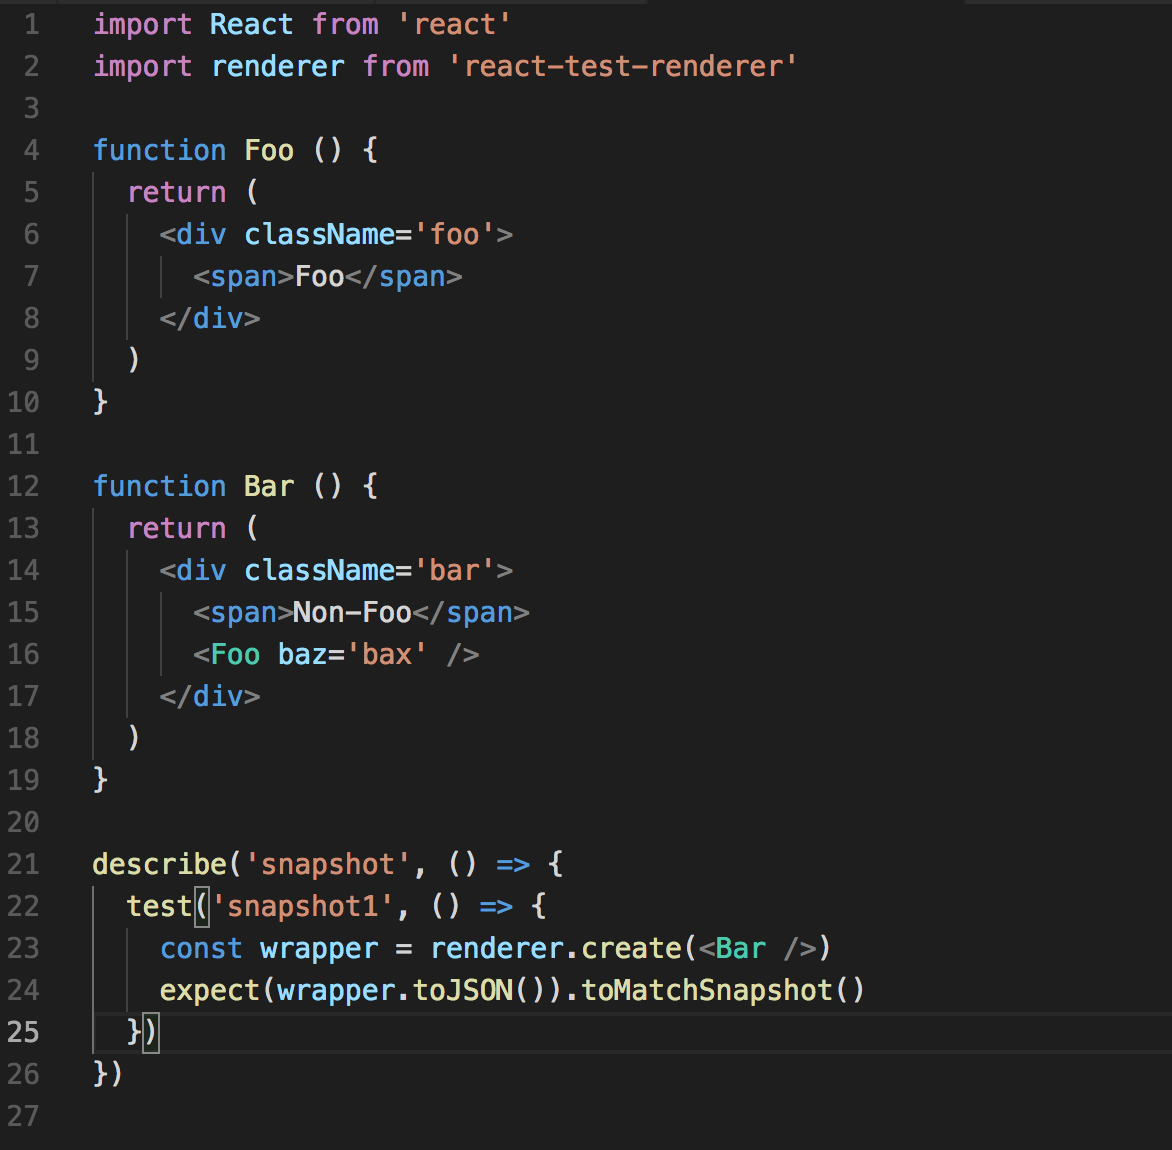 1 import React from 'react'
2 import renderer from 'react-test-renderer'
3
4 function Foo () {
5   return (
6     <div className='foo'>
7       <span>Foo</span>
8     </div>
9   )
10 }
11
12 function Bar () {
13   return (
14     <div className='bar'>
15       <span>Non-Foo</span>
16       <Foo baz='bax' />
17     </div>
18   )
19 }
20
21 describe('snapshot', () => {
22   test('snapshot1', () => {
23     const wrapper = renderer.create(<Bar />)
24     expect(wrapper.toJSON()).toMatchSnapshot()
25   })
26 })
27